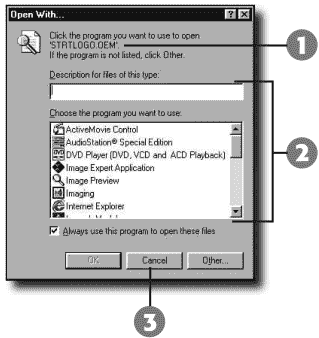 Open With...
Click the program you want to use to open
'STRTLOGO.OEM'.
If the program is not listed, click Other.
1
Description for files of this type:
Choose the program you want to use:
ActiveMovie Control
AudioStation® Special Edition
DVD Player (DVD, VCD and ACD Playback)
Image Expert Application
Image Preview
Imaging
Internet Explorer
2
Always use this program to open these files
OK
Cancel
Other...
3